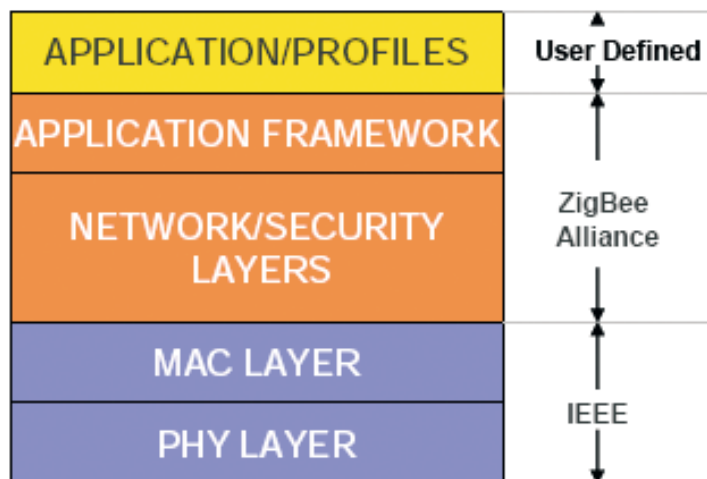 APPLICATION/PROFILES
User Defined
APPLICATION FRAMEWORK
NETWORK/SECURITY
LAYERS
ZigBee
Alliance
MAC LAYER
PHY LAYER
IEEE